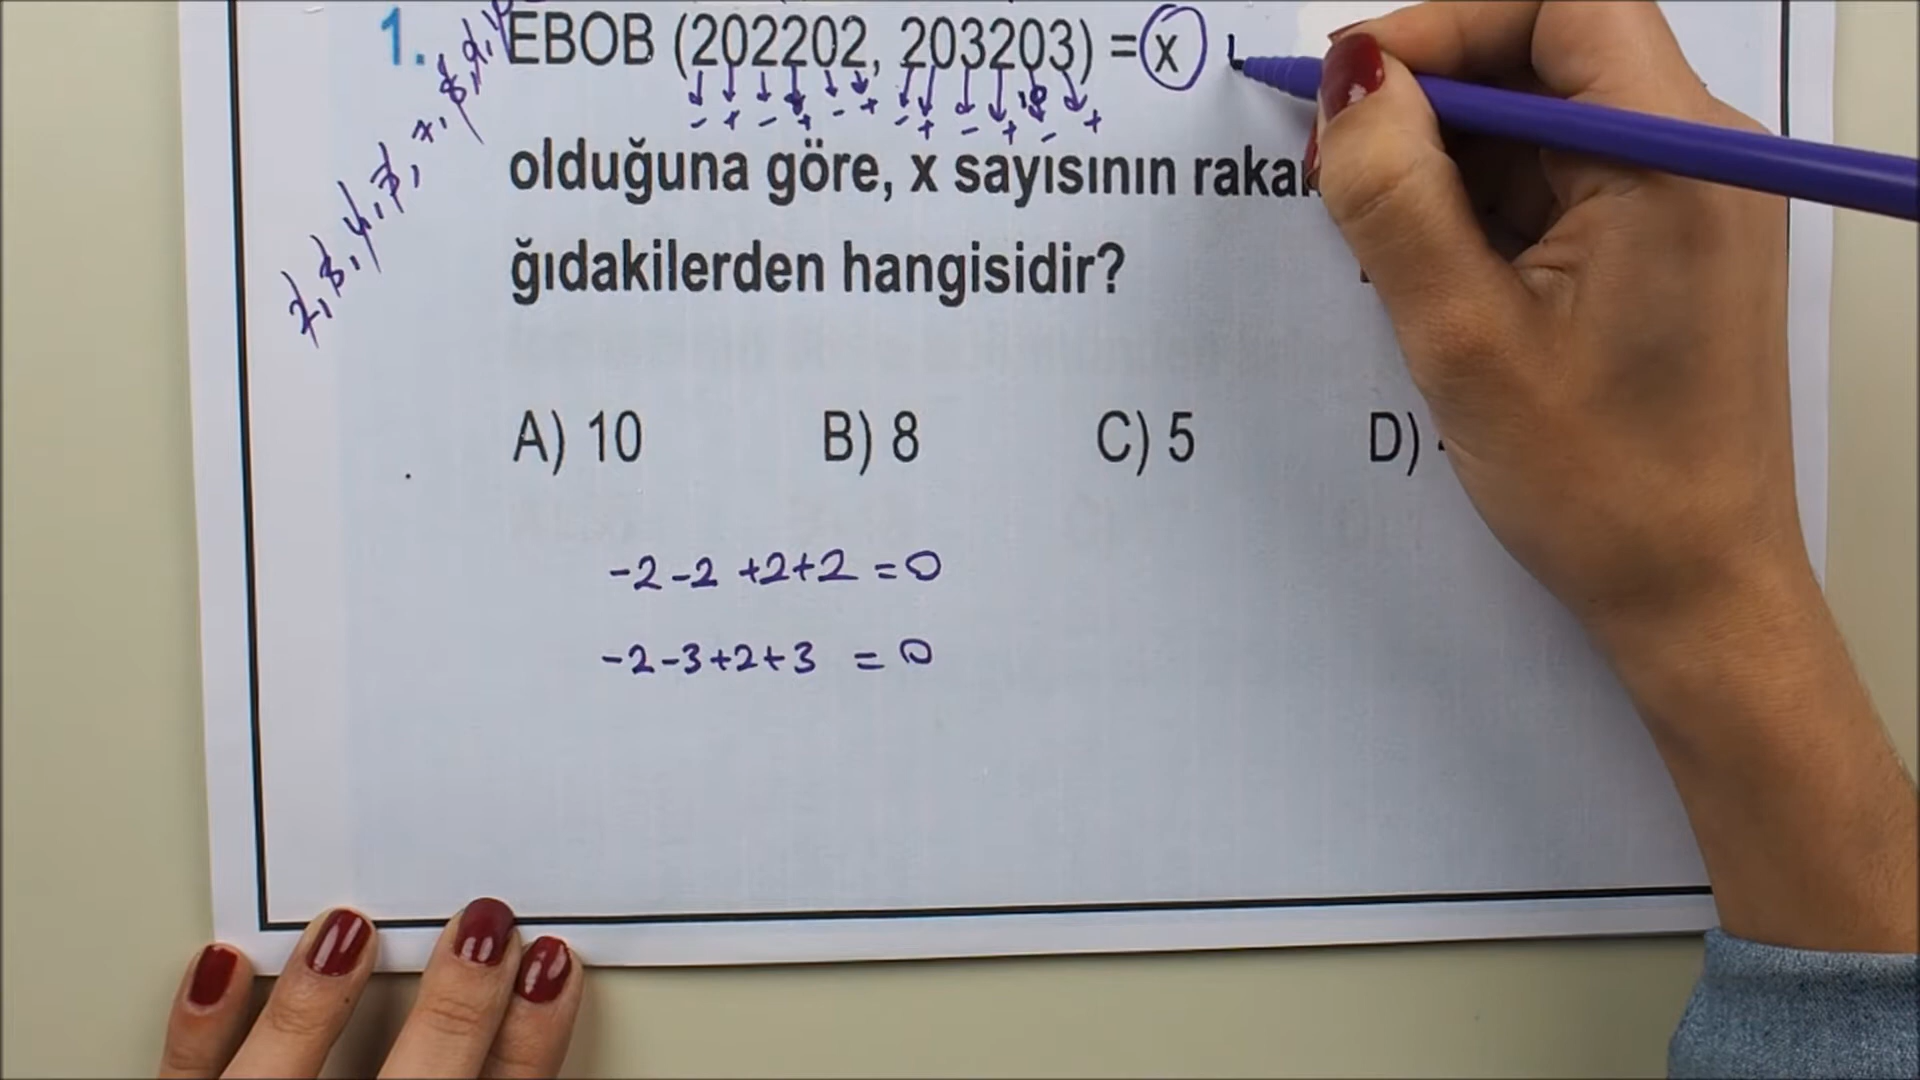 1. EBOB (202202, 203203) = x
- + - + - + - + - + - +
olduğuna göre, x sayısının
ğıdakilerden hangisidir?
A) 10 B) 8 C) 5 D)
-2-2 +2+2 = 0
-2-3+2+3 = 0